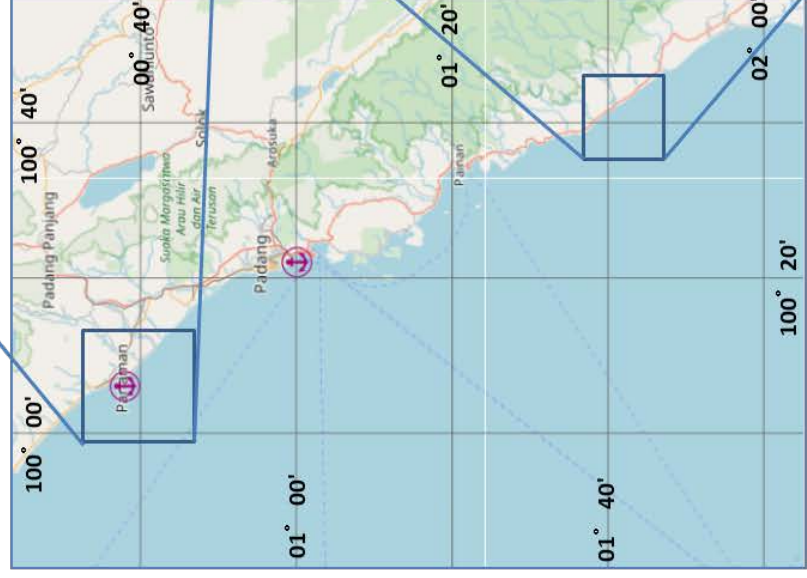 100° 00'
100° 40'
Padang Panjang
Pariaman
00° 40'
Sawahlunto
Suaka Margasatwa
Arau Hilir
dan Air
Terusan
Solok
Padang
Arosuka
01° 00'
01° 20'
Painan
01° 40'
02° 00'
100° 20'